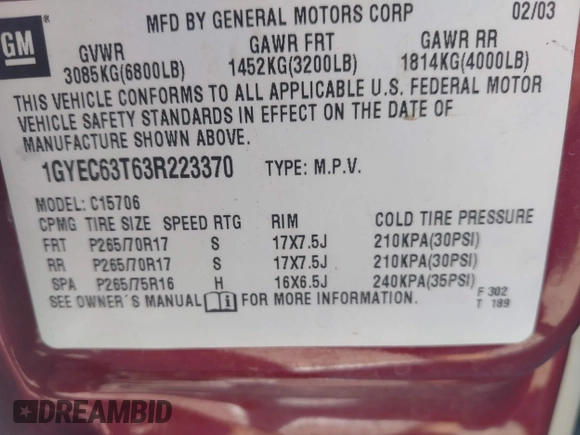 MFD BY GENERAL MOTORS CORP 02/03
GM ®
GVWR GAWR FRT GAWR RR
3085KG(6800LB) 1452KG(3200LB) 1814KG(4000LB)
THIS VEHICLE CONFORMS TO ALL APPLICABLE U.S. FEDERAL MOTOR
VEHICLE SAFETY STANDARDS IN EFFECT ON THE DATE OF
MANUFACTURE SHOWN ABOVE.
1GYEC63T63R223370 TYPE: M.P.V.
MODEL: C15706
CPMG TIRE SIZE SPEED RTG RIM COLD TIRE PRESSURE
FRT P265/70R17 S 17X7.5J 210KPA(30PSI)
RR P265/70R17 S 17X7.5J 210KPA(30PSI)
SPA P265/75R16 H 16X6.5J 240KPA(35PSI)
SEE OWNER'S MANUAL i FOR MORE INFORMATION. F 302
T 189
DREAMBID